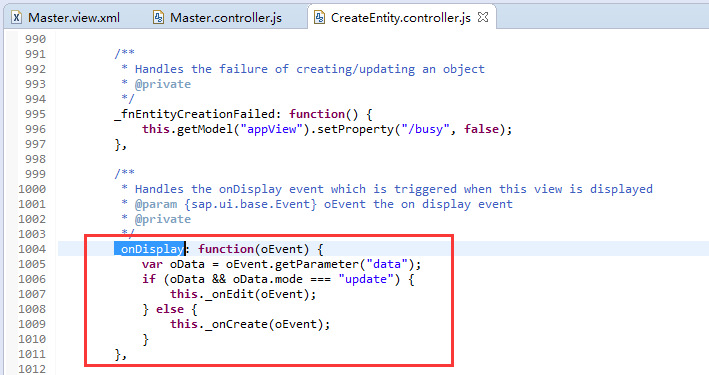 Master.view.xml Master.controller.js CreateEntity.controller.js
990
991 /**
992 * Handles the failure of creating/updating an object
993 * @private
994 */
995 _fnEntityCreationFailed: function() {
996 this.getModel("appView").setProperty("/busy", false);
997 },
998
999 /**
1000 * Handles the onDisplay event which is triggered when this view is displayed
1001 * @param {sap.ui.base.Event} oEvent the on display event
1002 * @private
1003 */
1004 _onDisplay: function(oEvent) {
1005 var oData = oEvent.getParameter("data");
1006 if (oData && oData.mode === "update") {
1007 this._onEdit(oEvent);
1008 } else {
1009 this._onCreate(oEvent);
1010 }
1011 },
1012